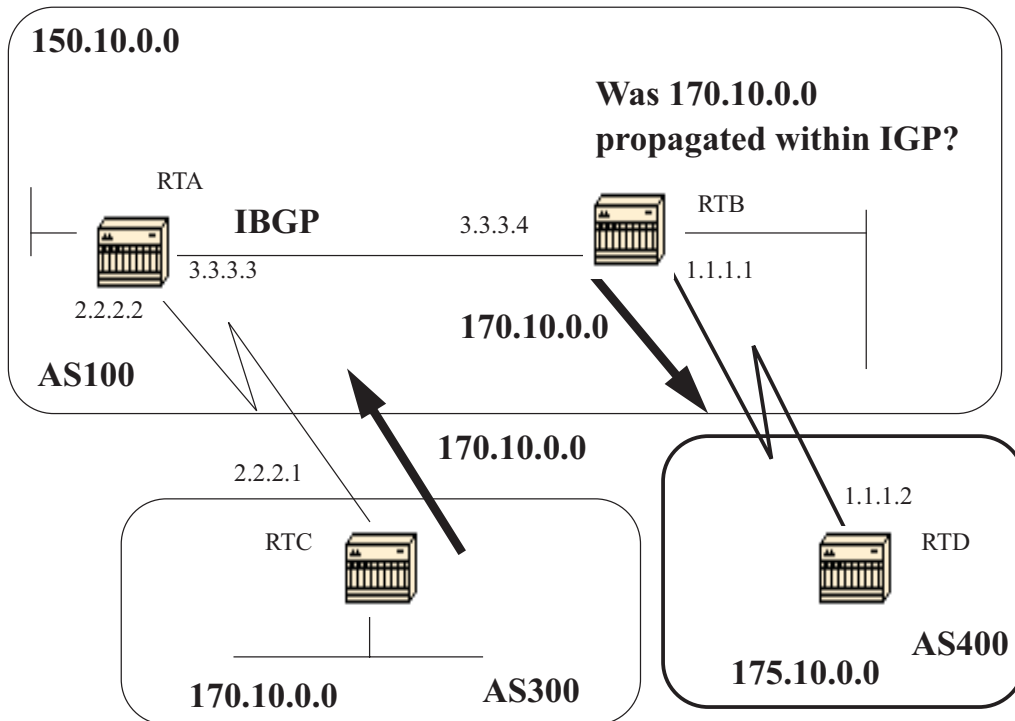 150.10.0.0
Was 170.10.0.0
propagated within IGP?
RTA
RTB
IBGP
3.3.3.4
3.3.3.3
1.1.1.1
2.2.2.2
170.10.0.0
AS100
170.10.0.0
2.2.2.1
1.1.1.2
RTC
RTD
AS400
170.10.0.0
AS300
175.10.0.0